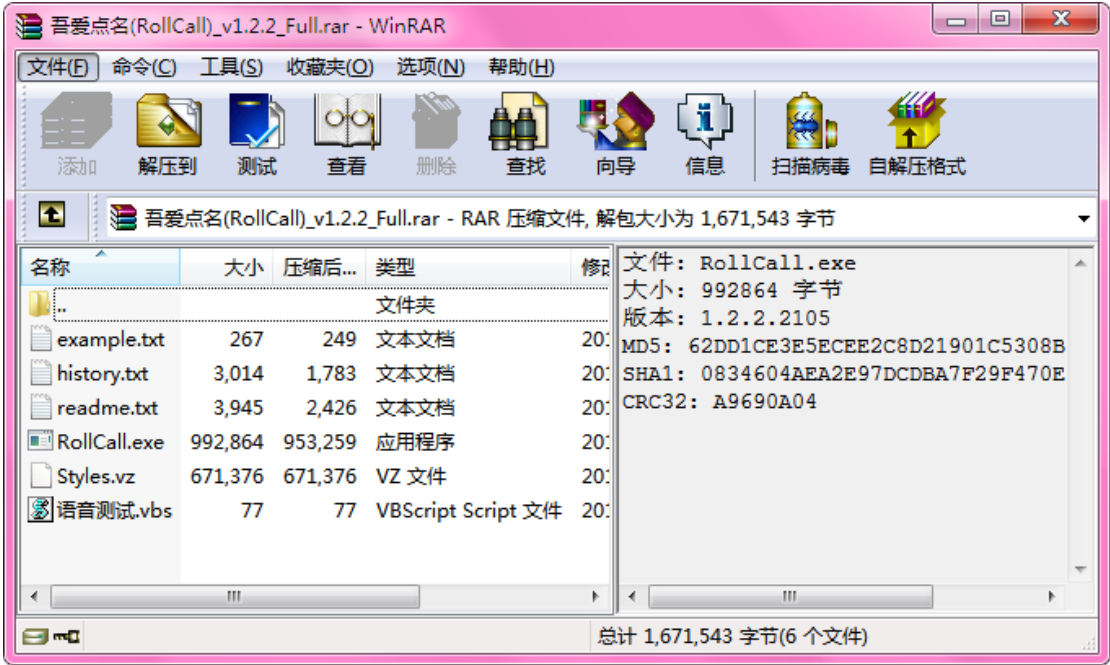 吾爱点名(RollCall)_v1.2.2_Full.rar - WinRAR
文件(F) 命令(C) 工具(S) 收藏夹(O) 选项(N) 帮助(H)
添加 解压到 测试 查看 删除 查找 向导 信息 扫描病毒 自解压格式
吾爱点名(RollCall)_v1.2.2_Full.rar - RAR 压缩文件, 解包大小为 1,671,543 字节
名称 大小 压缩后... 类型 修改
.. 文件夹
example.txt 267 249 文本文档 201
history.txt 3,014 1,783 文本文档 201
readme.txt 3,945 2,426 文本文档 201
RollCall.exe 992,864 953,259 应用程序 201
Styles.vz 671,376 671,376 VZ 文件 201
语音测试.vbs 77 77 VBScript Script 文件 201
文件: RollCall.exe
大小: 992864 字节
版本: 1.2.2.2105
MD5: 62DD1CE3E5ECEE2C8D21901C5308B
SHA1: 0834604AEA2E97DCDBA7F29F470E
CRC32: A9690A04
总计 1,671,543 字节(6 个文件)